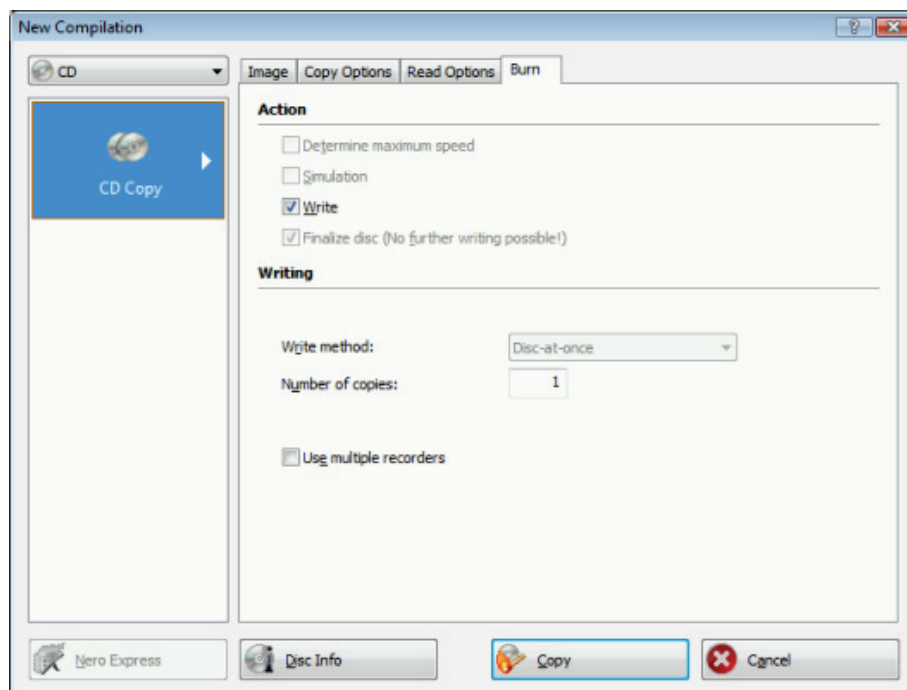 New Compilation
CD
Image Copy Options Read Options Burn
CD Copy
Action
Determine maximum speed
Simulation
Write
Finalize disc (No further writing possible!)
Writing
Write method: Disc-at-once
Number of copies: 1
Use multiple recorders
Nero Express Disc Info Copy Cancel